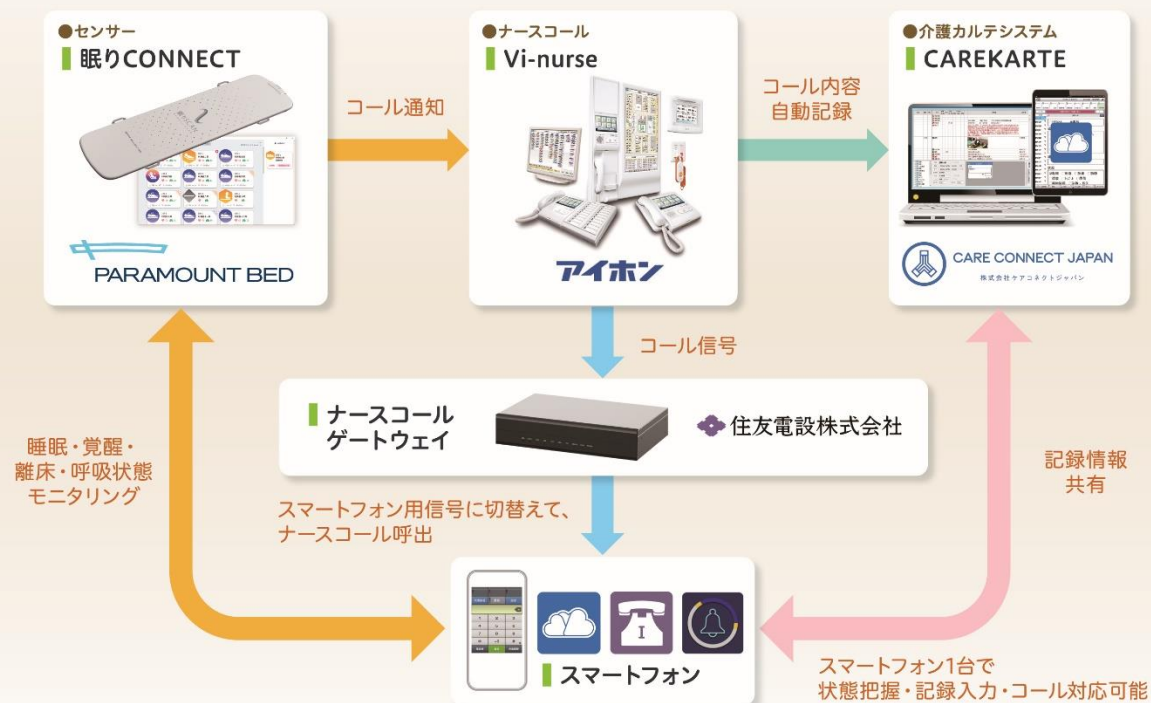 ●センサー
眠りCONNECT
PARAMOUNT BED
コール通知
●ナースコール
Vi-nurse
アイホン
コール内容
自動記録
●介護カルテシステム
CAREKARTE
CARE CONNECT JAPAN
株式会社ケアコネクトジャパン
コール信号
ナースコール
ゲートウェイ
住友電設株式会社
睡眠・覚醒・
離床・呼吸状態
モニタリング
スマートフォン用信号に切替えて、
ナースコール呼出
記録情報
共有
I
スマートフォン
スマートフォン1台で
状態把握・記録入力・コール対応可能